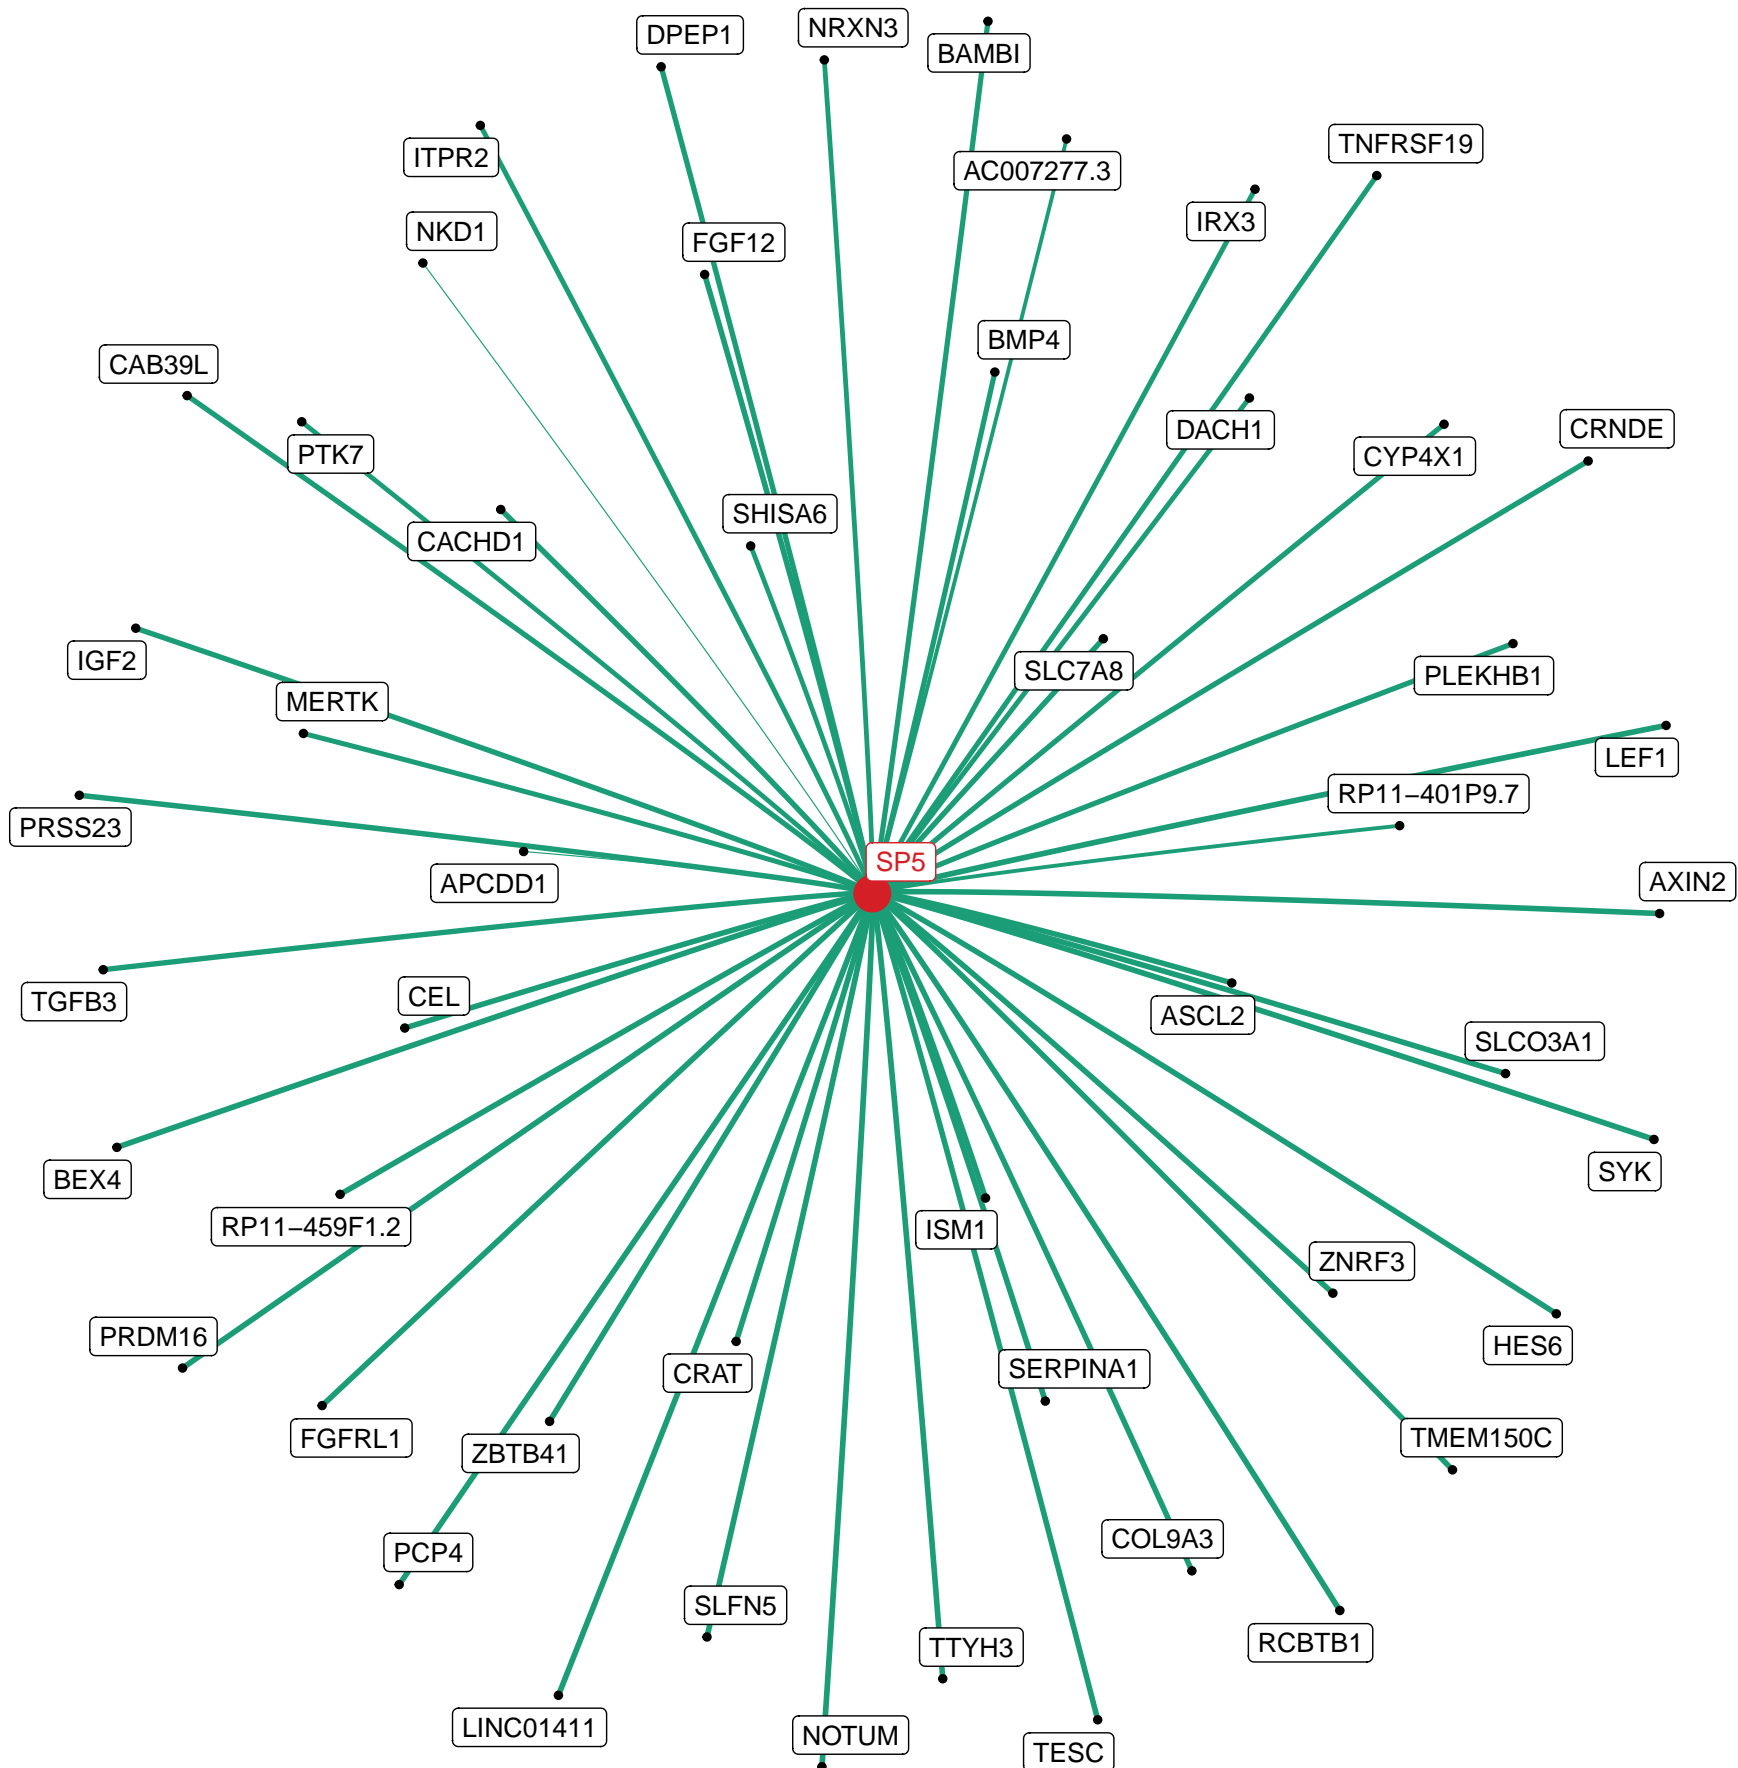 NRXN3
DPEP1
BAMBI
TNFRSF19
ITPR2
AC007277.3
IRX3
NKD1
FGF12
BMP4
CAB39L
DACH1
CRNDE
PTK7
CYP4X1
SHISA6
CACHD1
IGF2
SLC7A8
PLEKHB1
MERTK
LEF1
RP11−401P9.7
PRSS23
SP5
APCDD1
AXIN2
CEL
TGFB3
ASCL2
SLCO3A1
BEX4
SYK
RP11−459F1.2
ISM1
ZNRF3
PRDM16
HES6
SERPINA1
CRAT
FGFRL1
TMEM150C
ZBTB41
COL9A3
PCP4
SLFN5
RCBTB1
TTYH3
LINC01411
NOTUM
TESC